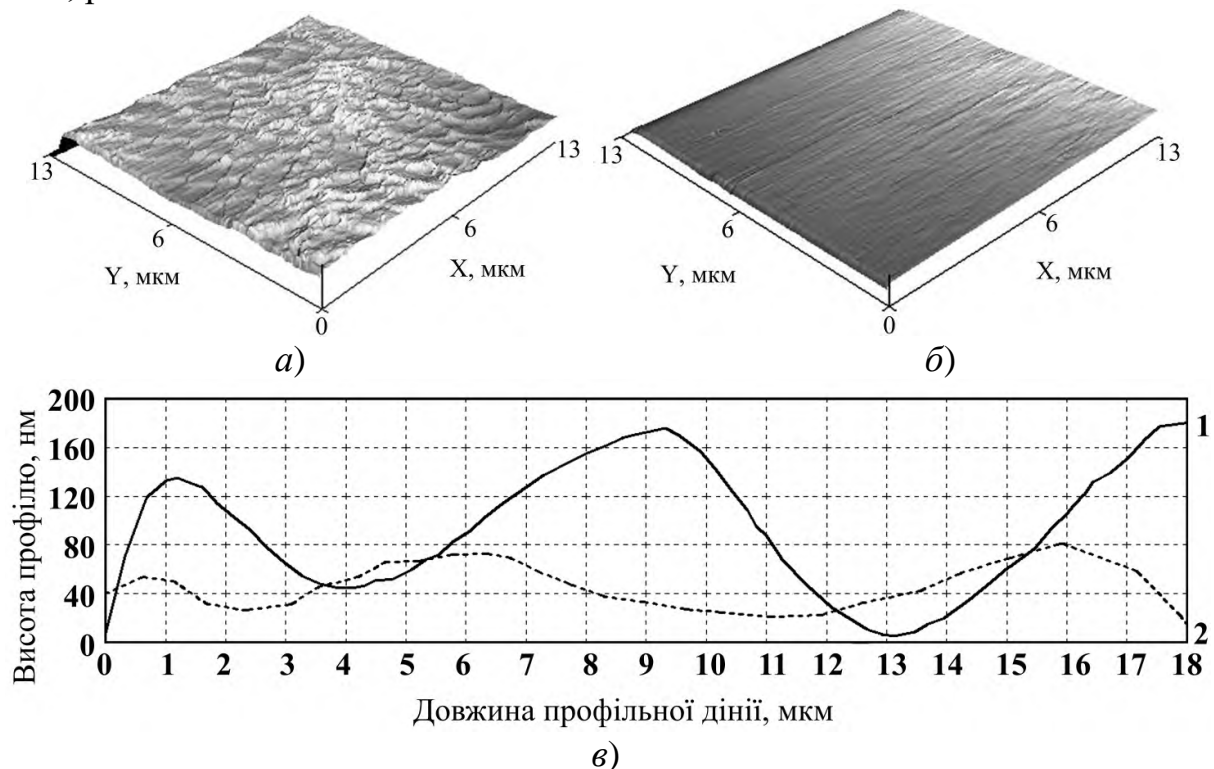 13
13
6
6
Y, мкм
X, мкм
0
а)
13
13
6
6
Y, мкм
X, мкм
0
б)
Висота профілю, нм
200
160
120
80
40
0
1
2
0 1 2 3 4 5 6 7 8 9 10 11 12 13 14 15 16 17 18
Довжина профільної дінії, мкм
в)